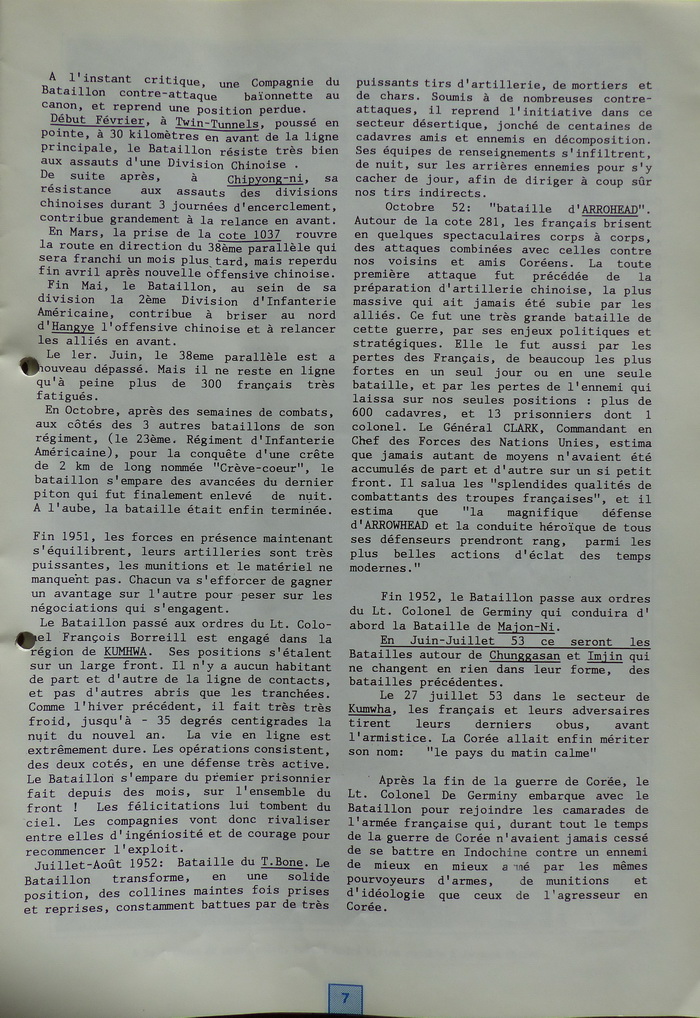 A l'instant critique, une Compagnie du
Bataillon contre-attaque baïonnette au
canon, et reprend une position perdue.
Début Février, à Twin-Tunnels, poussé en
pointe, à 30 kilomètres en avant de la ligne
principale, le Bataillon résiste très bien
aux assauts d'une Division Chinoise .
De suite après, à Chipyong-ni, sa
résistance aux assauts des divisions
chinoises durant 3 journées d'encerclement,
contribue grandement à la relance en avant.
En Mars, la prise de la cote 1037 rouvre
la route en direction du 38ème parallèle qui
sera franchi un mois plus tard, mais reperdu
fin avril après nouvelle offensive chinoise.
Fin Mai, le Bataillon, au sein de sa
division la 2ème Division d'Infanterie
Américaine, contribue à briser au nord
d'Hangye l'offensive chinoise et à relancer
les alliés en avant.
Le 1er. Juin, le 38eme parallèle est a
nouveau dépassé. Mais il ne reste en ligne
qu'à peine plus de 300 français très
fatigués.
En Octobre, après des semaines de combats,
aux côtés des 3 autres bataillons de son
régiment, (le 23ème. Régiment d'Infanterie
Américaine), pour la conquête d'une crête
de 2 km de long nommée "Crève-coeur", le
bataillon s'empare des avancées du dernier
piton qui fut finalement enlevé de nuit.
A l'aube, la bataille était enfin terminée.
Fin 1951, les forces en présence maintenant
s'équilibrent, leurs artilleries sont très
puissantes, les munitions et le matériel ne
manquent pas. Chacun va s'efforcer de gagner
un avantage sur l'autre pour peser sur les
négociations qui s'engagent.
Le Bataillon passé aux ordres du Lt. Colo-
nel François Borreill est engagé dans la
région de KUMHWA. Ses positions s'étalent
sur un large front. Il n'y a aucun habitant
de part et d'autre de la ligne de contacts,
et pas d'autres abris que les tranchées.
Comme l'hiver précédent, il fait très très
froid, jusqu'à - 35 degrés centigrades la
nuit du nouvel an. La vie en ligne est
extrêmement dure. Les opérations consistent,
des deux cotés, en une défense très active.
Le Bataillon s'empare du premier prisonnier
fait depuis des mois, sur l'ensemble du
front ! Les félicitations lui tombent du
ciel. Les compagnies vont donc rivaliser
entre elles d'ingéniosité et de courage pour
recommencer l'exploit.
Juillet-Août 1952: Bataille du T.Bone. Le
Bataillon transforme, en une solide
position, des collines maintes fois prises
et reprises, constamment battues par de très
puissants tirs d'artillerie, de mortiers et
de chars. Soumis à de nombreuses contre-
attaques, il reprend l'initiative dans ce
secteur désertique, jonché de centaines de
cadavres amis et ennemis en décomposition.
Ses équipes de renseignements s'infiltrent,
de nuit, sur les arrières ennemies pour s'y
cacher de jour, afin de diriger à coup sûr
nos tirs indirects.
Octobre 52: "bataille d'ARROHEAD".
Autour de la cote 281, les français brisent
en quelques spectaculaires corps à corps,
des attaques combinées avec celles contre
nos voisins et amis Coréens. La toute
première attaque fut précédée de la
préparation d'artillerie chinoise, la plus
massive qui ait jamais été subie par les
alliés. Ce fut une très grande bataille de
cette guerre, par ses enjeux politiques et
stratégiques. Elle le fut aussi par les
pertes des Français, de beaucoup les plus
fortes en un seul jour ou en une seule
bataille, et par les pertes de l'ennemi qui
laissa sur nos seules positions : plus de
600 cadavres, et 13 prisonniers dont 1
colonel. Le Général CLARK, Commandant en
Chef des Forces des Nations Unies, estima
que jamais autant de moyens n'avaient été
accumulés de part et d'autre sur un si petit
front. Il salua les "splendides qualités de
combattants des troupes françaises", et il
estima que "la magnifique défense
d'ARROWHEAD et la conduite héroïque de tous
ses défenseurs prendront rang, parmi les
plus belles actions d'éclat des temps
modernes."
Fin 1952, le Bataillon passe aux ordres
du Lt. Colonel de Germiny qui conduira d'
abord la Bataille de Majon-Ni.
En Juin-Juillet 53 ce seront les
Batailles autour de Chunggasan et Imjin qui
ne changent en rien dans leur forme, des
batailles précédentes.
Le 27 juillet 53 dans le secteur de
Kumwha, les français et leurs adversaires
tirent leurs derniers obus, avant
l'armistice. La Corée allait enfin mériter
son nom: "le pays du matin calme"
Après la fin de la guerre de Corée, le
Lt. Colonel De Germiny embarque avec le
Bataillon pour rejoindre les camarades de
l'armée française qui, durant tout le temps
de la guerre de Corée n'avaient jamais cessé
de se battre en Indochine contre un ennemi
de mieux en mieux armé par les mêmes
pourvoyeurs d'armes, de munitions et
d'idéologie que ceux de l'agresseur en
Corée.
7